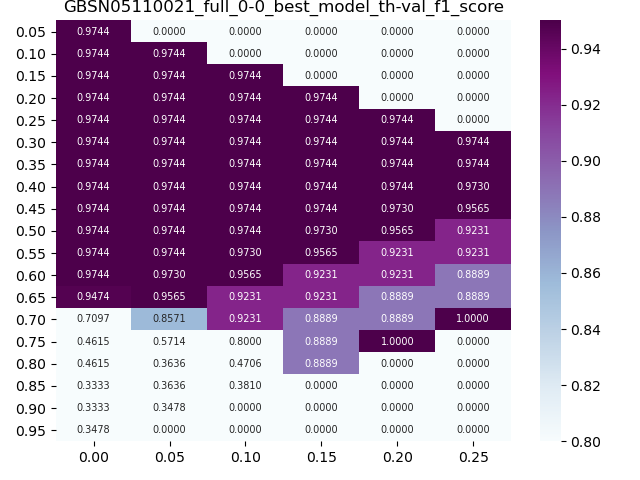 GBSN05110021_full_0-0_best_model_th-val_f1_score
0.05 0.9744 0.0000 0.0000 0.0000 0.0000 0.0000
0.10 0.9744 0.9744 0.0000 0.0000 0.0000 0.0000
0.15 0.9744 0.9744 0.9744 0.0000 0.0000 0.0000
0.20 0.9744 0.9744 0.9744 0.9744 0.0000 0.0000
0.25 0.9744 0.9744 0.9744 0.9744 0.9744 0.0000
0.30 0.9744 0.9744 0.9744 0.9744 0.9744 0.9744
0.35 0.9744 0.9744 0.9744 0.9744 0.9744 0.9744
0.40 0.9744 0.9744 0.9744 0.9744 0.9744 0.9730
0.45 0.9744 0.9744 0.9744 0.9744 0.9730 0.9565
0.50 0.9744 0.9744 0.9744 0.9730 0.9565 0.9231
0.55 0.9744 0.9744 0.9730 0.9565 0.9231 0.9231
0.60 0.9744 0.9730 0.9565 0.9231 0.9231 0.8889
0.65 0.9474 0.9565 0.9231 0.9231 0.8889 0.8889
0.70 0.7097 0.8571 0.9231 0.8889 0.8889 1.0000
0.75 0.4615 0.5714 0.8000 0.8889 1.0000 0.0000
0.80 0.4615 0.3636 0.4706 0.8889 0.0000 0.0000
0.85 0.3333 0.3636 0.3810 0.0000 0.0000 0.0000
0.90 0.3333 0.3478 0.0000 0.0000 0.0000 0.0000
0.95 0.3478 0.0000 0.0000 0.0000 0.0000 0.0000
0.00 0.05 0.10 0.15 0.20 0.25
0.94
0.92
0.90
0.88
0.86
0.84
0.82
0.80